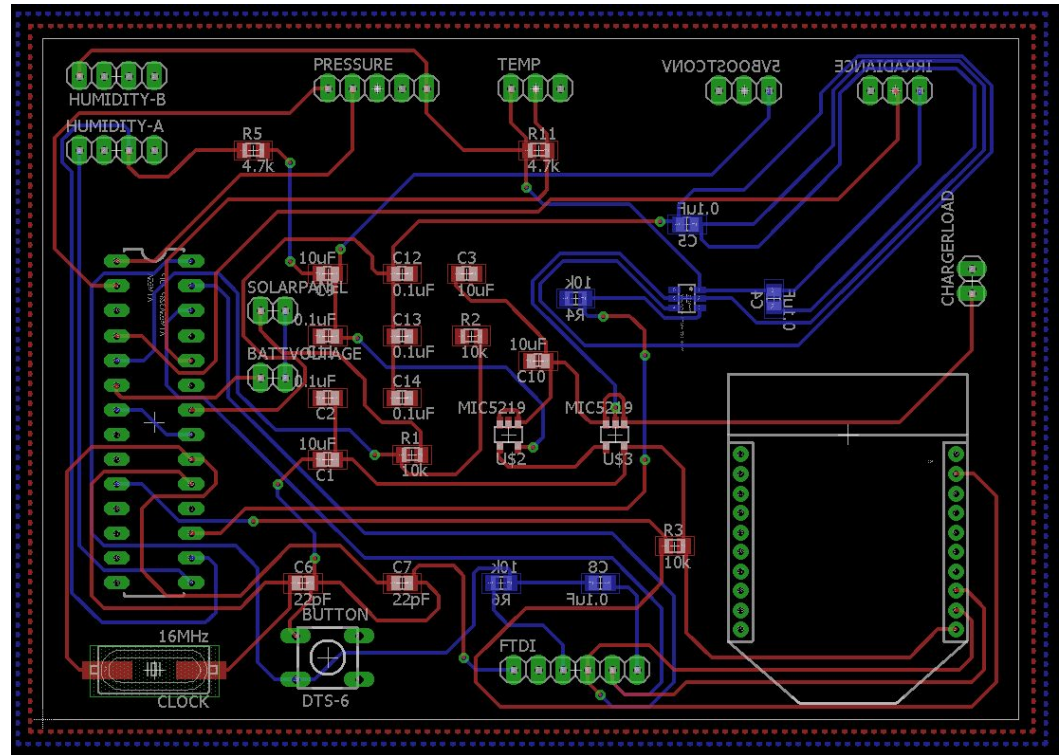 PRESSURE
TEMP
5VBOOSTCONV
IRRADIANCE
HUMIDITY-B
HUMIDITY-A
R5
4.7k
R11
4.7k
0.1uF
C5
CHARGERLOAD
10uF
C12
C3
SOLARPANEL
0.1uF
10uF
10k
R4
C4
0.1uF
0.1uF
C13
R2
0.1uF
10k
10uF
C10
BATTVOLTAGE
0.1uF
C14
C2
0.1uF
MIC5219
MIC5219
10uF
R1
C1
10k
U$2
U$3
R3
10k
C6
C7
10k
C8
22pF
22pF
R6
0.1uF
BUTTON
16MHz
FTDI
CLOCK
DTS-6